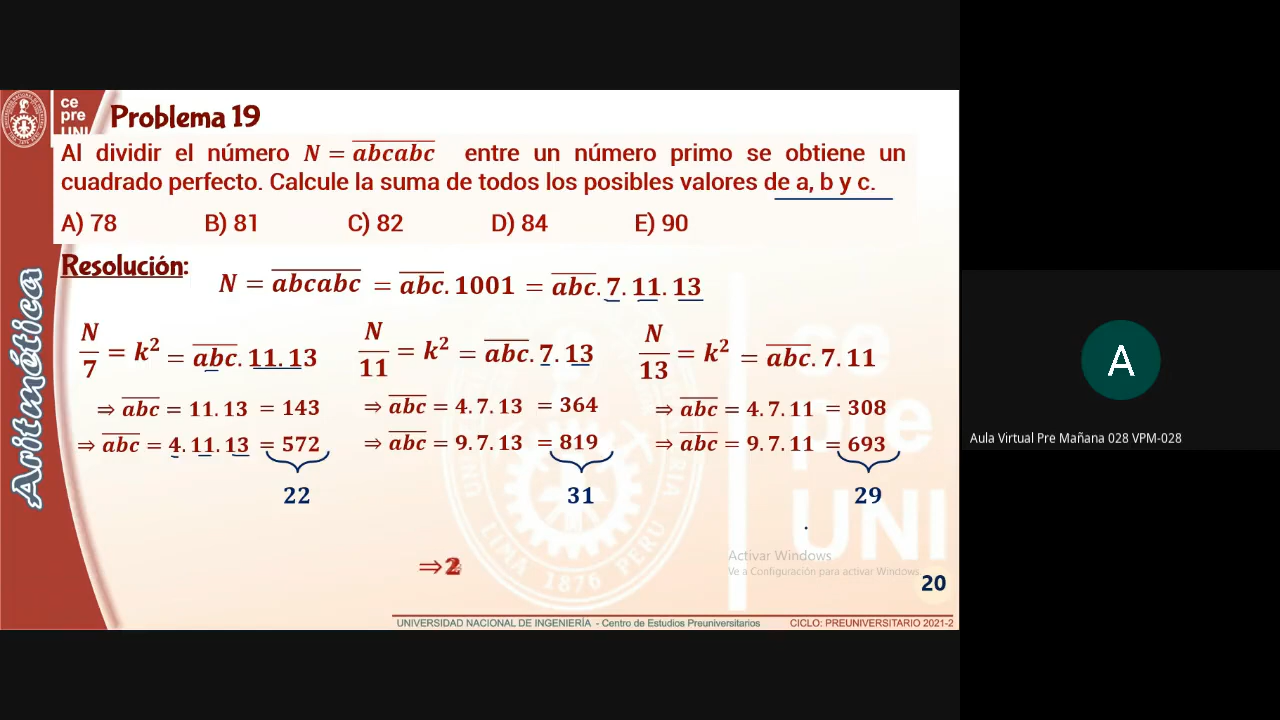 ce
pre
UNI
Problema 19
Al dividir el número N = abcabc entre un número primo se obtiene un
cuadrado perfecto. Calcule la suma de todos los posibles valores de a, b y c.
A) 78 B) 81 C) 82 D) 84 E) 90
Resolución:
N = abcabc = abc. 1001 = abc. 7. 11. 13
N/7 = k² = abc. 11. 13
⇒ abc = 11. 13 = 143
⇒ abc = 4. 11. 13 = 572
22
N/11 = k² = abc. 7. 13
⇒ abc = 4. 7. 13 = 364
⇒ abc = 9. 7. 13 = 819
31
N/13 = k² = abc. 7. 11
⇒ abc = 4. 7. 11 = 308
⇒ abc = 9. 7. 11 = 693
29
⇒ 2
Aritmética
ce
pre
UNI
LIMA 1876 PERU
Activar Windows
Ve a Configuración para activar Windows.
20
UNIVERSIDAD NACIONAL DE INGENIERÍA - Centro de Estudios Preuniversitarios CICLO: PREUNIVERSITARIO 2021-2
A
Aula Virtual Pre Mañana 028 VPM-028